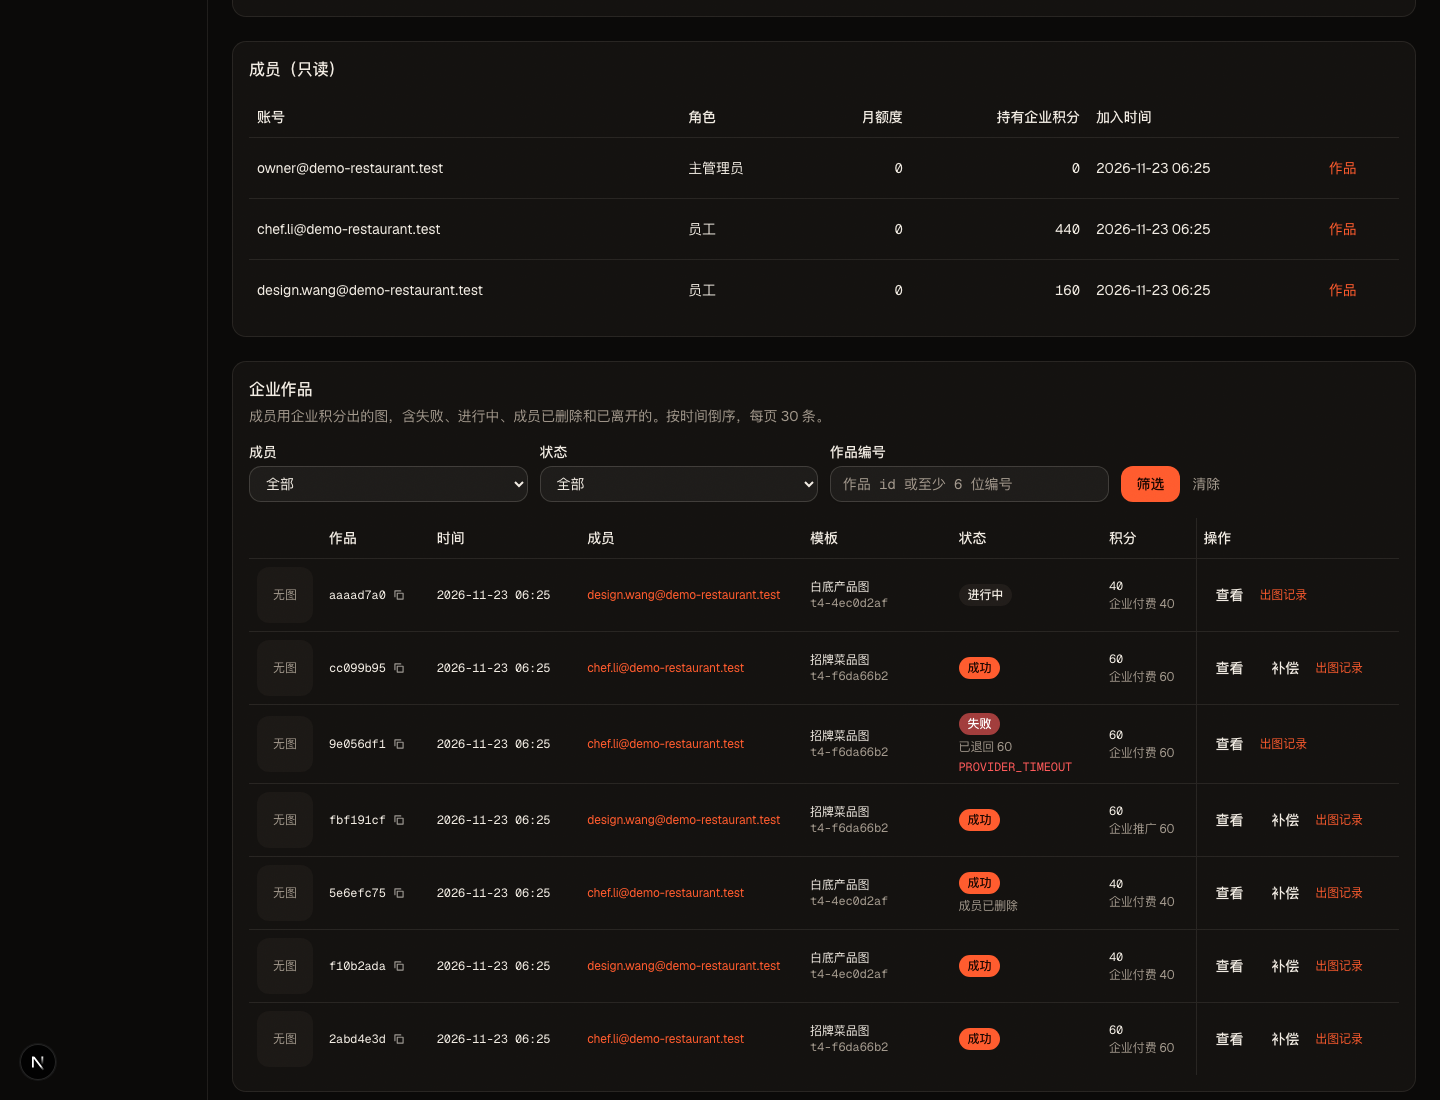 成员（只读）
账号 角色 月额度 持有企业积分 加入时间
owner@demo-restaurant.test 主管理员 0 0 2026-11-23 06:25 作品
chef.li@demo-restaurant.test 员工 0 440 2026-11-23 06:25 作品
design.wang@demo-restaurant.test 员工 0 160 2026-11-23 06:25 作品
企业作品
成员用企业积分出的图，含失败、进行中、成员已删除和已离开的。按时间倒序，每页 30 条。
成员 状态 作品编号
全部 全部 作品 id 或至少 6 位编号 筛选 清除
作品 时间 成员 模板 状态 积分 操作
无图 aaaad7a0 2026-11-23 06:25 design.wang@demo-restaurant.test 白底产品图 进行中 40 查看 出图记录
t4-4ec0d2af 企业付费 40
无图 cc099b95 2026-11-23 06:25 chef.li@demo-restaurant.test 招牌菜品图 成功 60 查看 补偿 出图记录
t4-f6da66b2 企业付费 60
无图 9e056df1 2026-11-23 06:25 chef.li@demo-restaurant.test 招牌菜品图 失败 60 查看 出图记录
t4-f6da66b2 已退回 60 企业付费 60
PROVIDER_TIMEOUT
无图 fbf191cf 2026-11-23 06:25 design.wang@demo-restaurant.test 招牌菜品图 成功 60 查看 补偿 出图记录
t4-f6da66b2 企业推广 60
无图 5e6efc75 2026-11-23 06:25 chef.li@demo-restaurant.test 白底产品图 成功 40 查看 补偿 出图记录
t4-4ec0d2af 成员已删除 企业付费 40
无图 f10b2ada 2026-11-23 06:25 design.wang@demo-restaurant.test 白底产品图 成功 40 查看 补偿 出图记录
t4-4ec0d2af 企业付费 40
无图 2abd4e3d 2026-11-23 06:25 chef.li@demo-restaurant.test 招牌菜品图 成功 60 查看 补偿 出图记录
t4-f6da66b2 企业付费 60
N